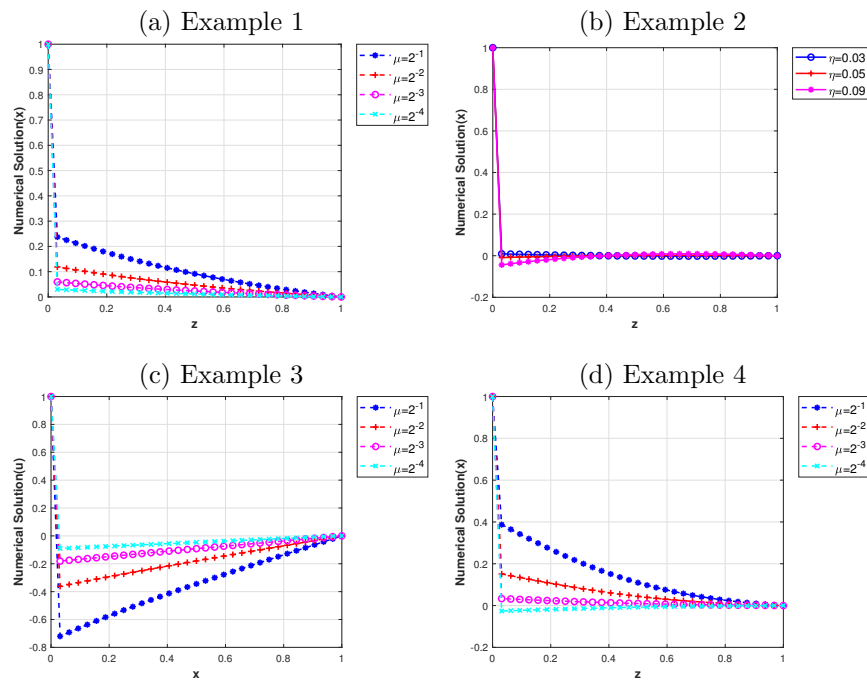 (a) Example 1
1
0.9
0.8
0.7
0.6
0.5
0.4
0.3
0.2
0.1
0
0 0.2 0.4 0.6 0.8 1
Numerical Solution(x)
z
μ=2⁻¹
μ=2⁻²
μ=2⁻³
μ=2⁻⁴
(b) Example 2
1
0.8
0.6
0.4
0.2
0
-0.2
0 0.2 0.4 0.6 0.8 1
Numerical Solution(x)
z
η=0.03
η=0.05
η=0.09
(c) Example 3
1
0.8
0.6
0.4
0.2
0
-0.2
-0.4
-0.6
-0.8
0 0.2 0.4 0.6 0.8 1
Numerical Solution(u)
x
μ=2⁻¹
μ=2⁻²
μ=2⁻³
μ=2⁻⁴
(d) Example 4
1
0.8
0.6
0.4
0.2
0
-0.2
0 0.2 0.4 0.6 0.8 1
Numerical Solution(x)
z
μ=2⁻¹
μ=2⁻²
μ=2⁻³
μ=2⁻⁴